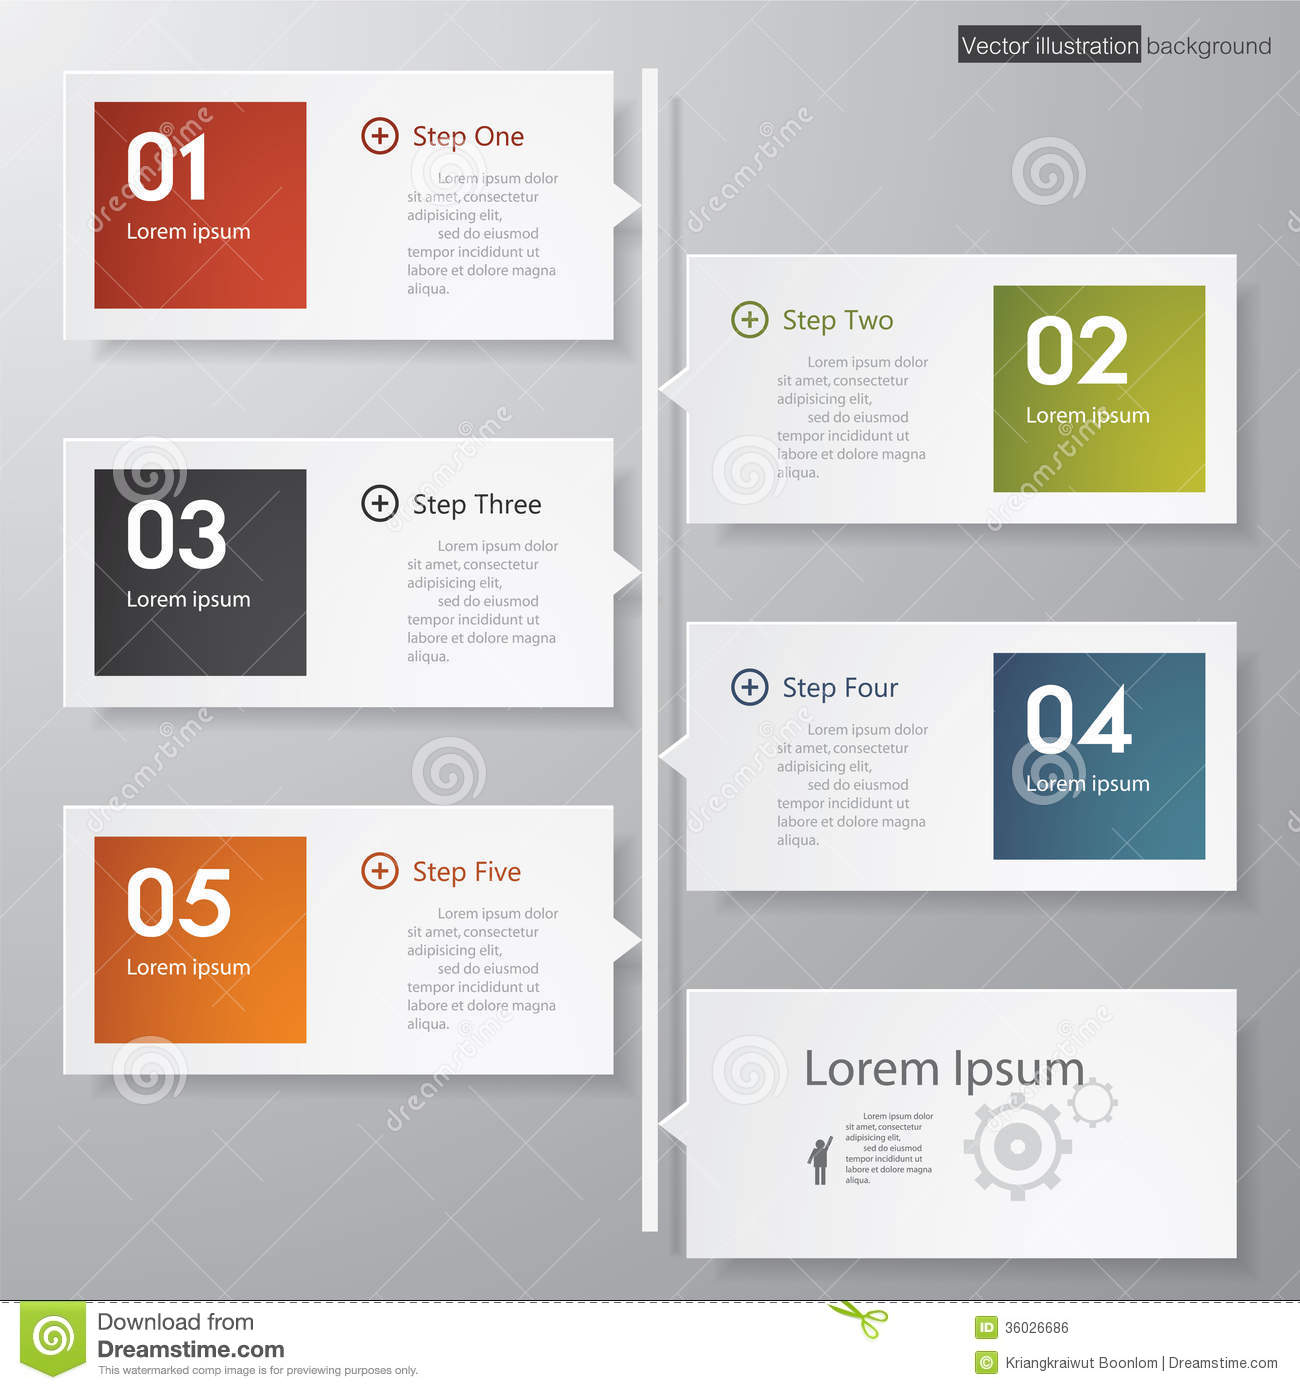 Vector illustration background
01
Lorem ipsum
Step One
Lorem ipsum dolor
sit amet, consectetur
adipisicing elit,
sed do eiusmod
tempor incididunt ut
labore et dolore magna
aliqua.
Step Two
Lorem ipsum dolor
sit amet, consectetur
adipisicing elit,
sed do eiusmod
tempor incididunt ut
labore et dolore magna
aliqua.
02
Lorem ipsum
03
Lorem ipsum
Step Three
Lorem ipsum dolor
sit amet, consectetur
adipisicing elit,
sed do eiusmod
tempor incididunt ut
labore et dolore magna
aliqua.
Step Four
Lorem ipsum dolor
sit amet, consectetur
adipisicing elit,
sed do eiusmod
tempor incididunt ut
labore et dolore magna
aliqua.
04
Lorem ipsum
05
Lorem ipsum
Step Five
Lorem ipsum dolor
sit amet, consectetur
adipisicing elit,
sed do eiusmod
tempor incididunt ut
labore et dolore magna
aliqua.
Lorem Ipsum
Lorem ipsum dolor
sit amet, consectetur
adipisicing elit,
sed do eiusmod
tempor incididunt ut
labore et dolore magna
aliqua.
dreamstime
dreamstime
dreamstime
dreamstime
dreamstime
dreamstime
dreamstime
dreamstime
Download from
Dreamstime.com
This watermarked comp image is for previewing purposes only.
ID 36026686
© Kriangkraiwut Boonlom | Dreamstime.com